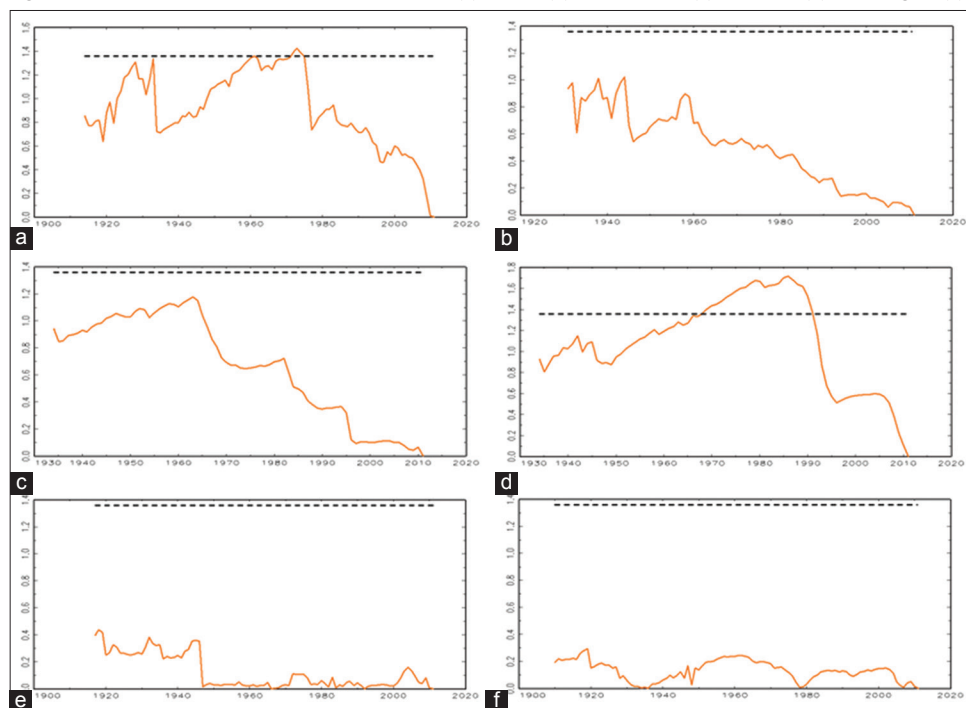 0.0 0.2 0.4 0.6 0.8 1.0 1.2 1.4 1.6
1900 1920 1940 1960 1980 2000 2020
a
0.0 0.2 0.4 0.6 0.8 1.0 1.2 1.4
1920 1940 1960 1980 2000 2020
b
0.0 0.2 0.4 0.6 0.8 1.0 1.2 1.4
1930 1940 1950 1960 1970 1980 1990 2000 2010 2020
c
0.0 0.2 0.4 0.6 0.8 1.0 1.2 1.4 1.6 1.8
1930 1940 1950 1960 1970 1980 1990 2000 2010 2020
d
0.0 0.2 0.4 0.6 0.8 1.0 1.2 1.4
1900 1920 1940 1960 1980 2000 2020
e
0.0 0.2 0.4 0.6 0.8 1.0 1.2 1.4
1900 1920 1940 1960 1980 2000 2020
f